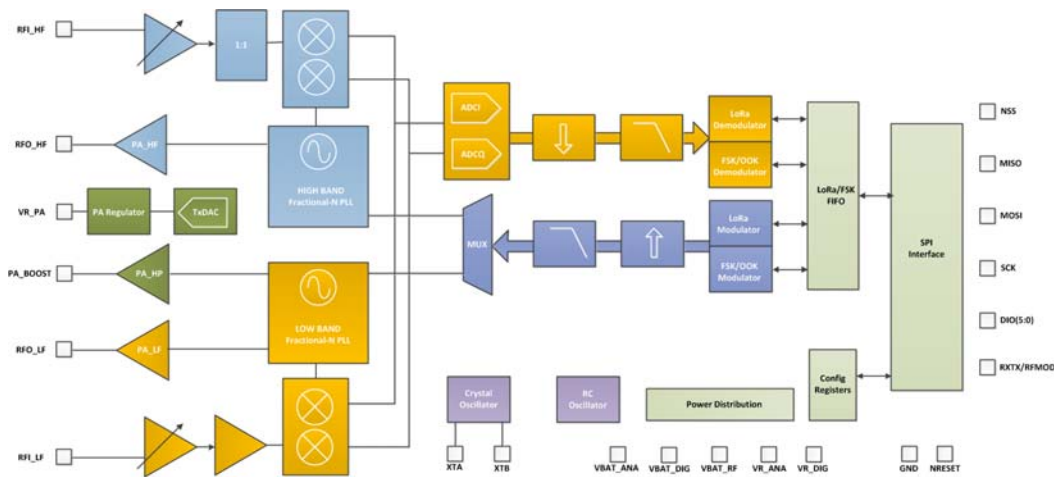 RFI_HF
1:1
RFO_HF
PA_HF
HIGH BAND
Fractional-N PLL
VR_PA
PA Regulator
TxDAC
PA_BOOST
PA_HP
LOW BAND
Fractional-N PLL
RFO_LF
PA_LF
RFI_LF
ADCI
ADCQ
LoRa
Demodulator
FSK/OOK
Demodulator
MUX
LoRa
Modulator
FSK/OOK
Modulator
LoRa/FSK
FIFO
SPI
Interface
Config
Registers
Crystal
Oscillator
RC
Oscillator
Power Distribution
XTA
XTB
VBAT_ANA
VBAT_DIG
VBAT_RF
VR_ANA
VR_DIG
GND
NRESET
NSS
MISO
MOSI
SCK
DIO(5:0)
RXTX/RFMOD